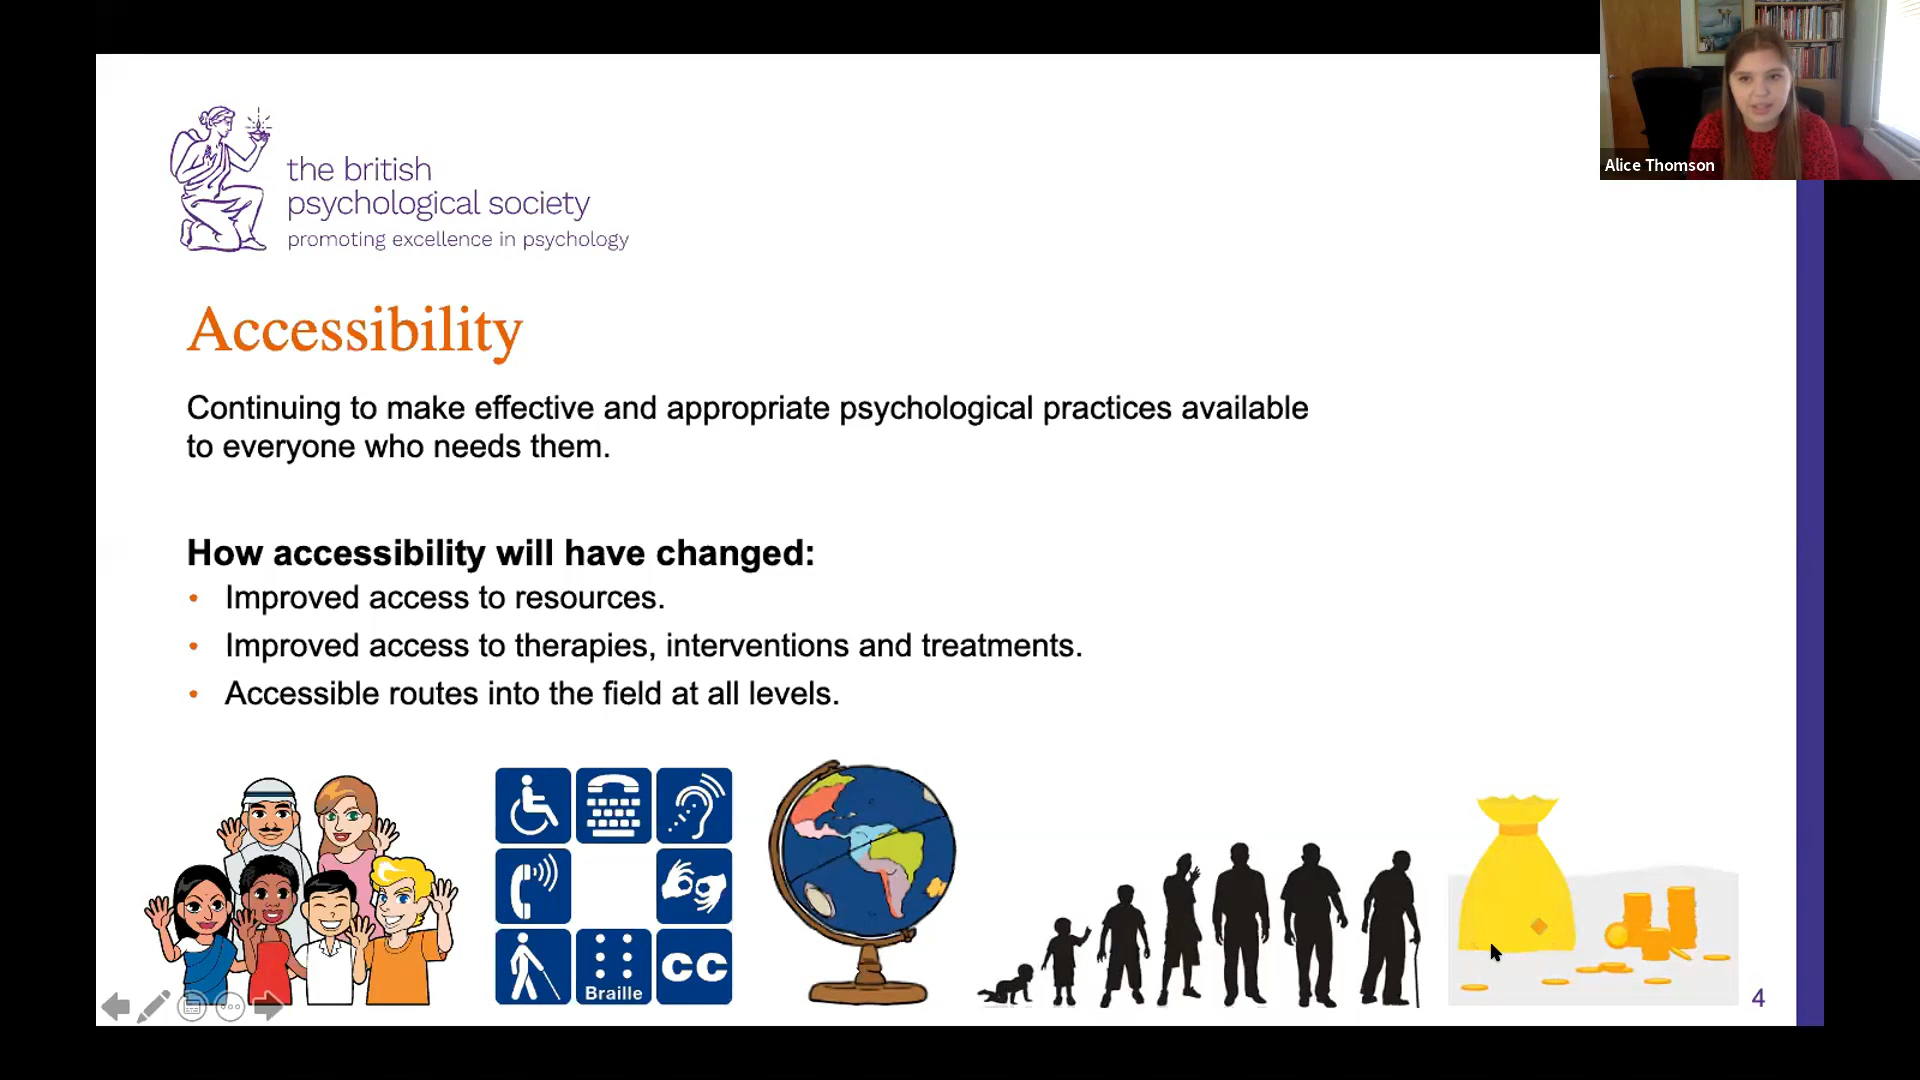 Alice Thomson
the british
psychological society
promoting excellence in psychology
Accessibility
Continuing to make effective and appropriate psychological practices available
to everyone who needs them.
How accessibility will have changed:
• Improved access to resources.
• Improved access to therapies, interventions and treatments.
• Accessible routes into the field at all levels.
Braille
CC
4